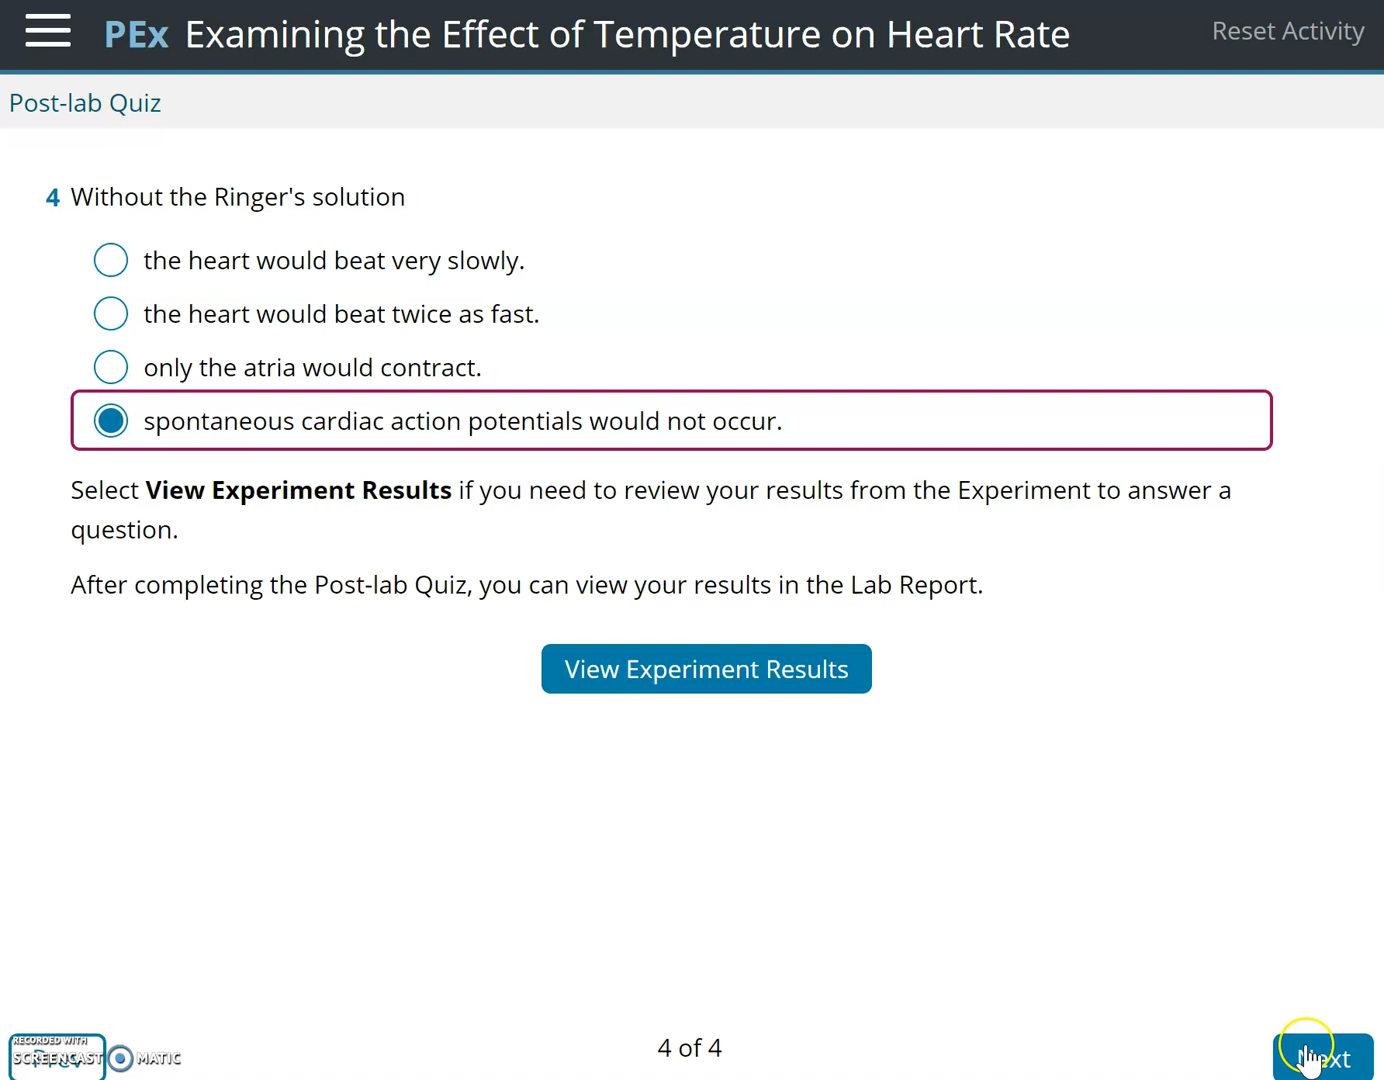 PEx Examining the Effect of Temperature on Heart Rate
Reset Activity
Post-lab Quiz
4 Without the Ringer's solution
the heart would beat very slowly.
the heart would beat twice as fast.
only the atria would contract.
spontaneous cardiac action potentials would not occur.
Select View Experiment Results if you need to review your results from the Experiment to answer a
question.
After completing the Post-lab Quiz, you can view your results in the Lab Report.
View Experiment Results
RECORDED WITH
SCREENCAST MATIC
Prev
4 of 4
Next